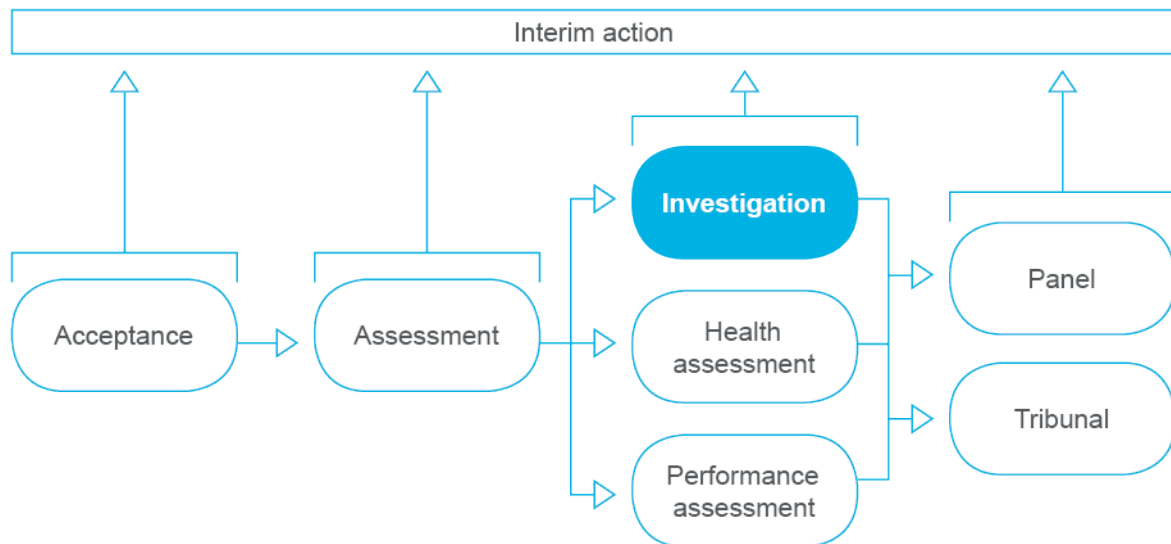 Interim action
Acceptance
Assessment
Investigation
Health
assessment
Performance
assessment
Panel
Tribunal